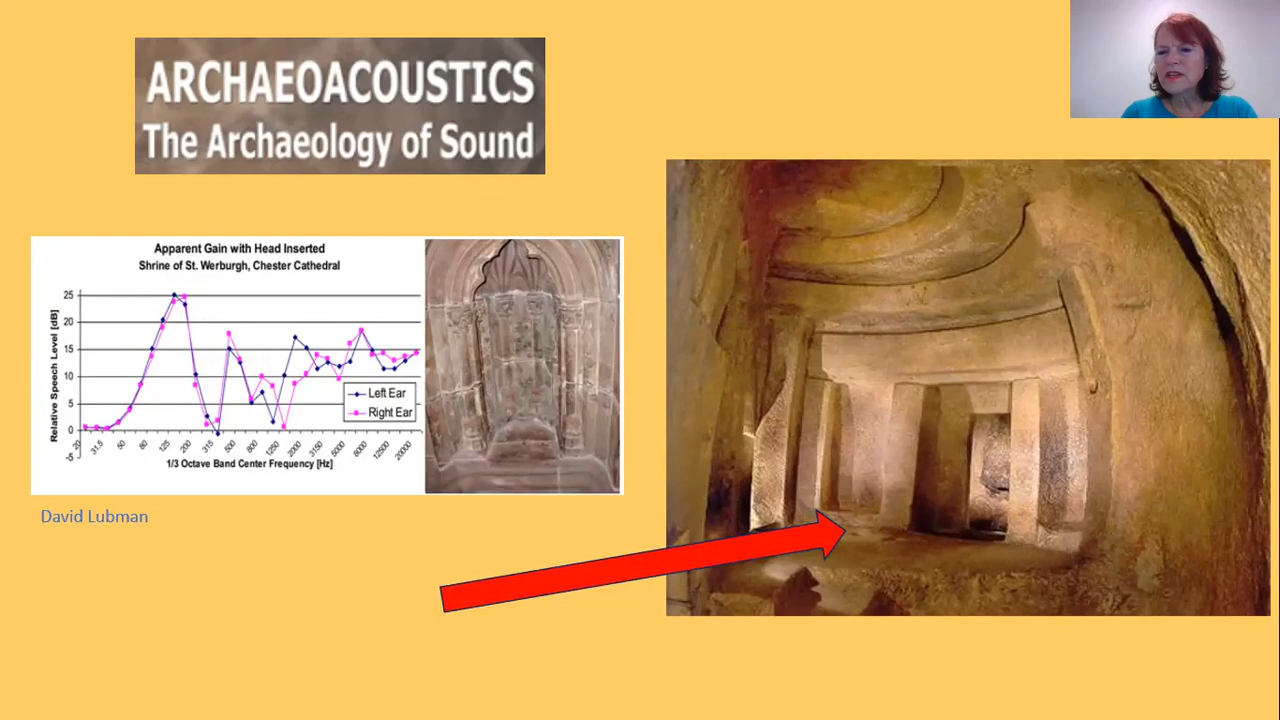 ARCHAEOACOUSTICS
The Archaeology of Sound
Apparent Gain with Head Inserted
Shrine of St. Werburgh, Chester Cathedral
Relative Speech Level [dB]
25
20
15
10
5
0
-5
20
31.5
50
80
125
200
315
500
800
1250
2000
3150
5000
8000
12500
20000
Left Ear
Right Ear
1/3 Octave Band Center Frequency [Hz]
David Lubman